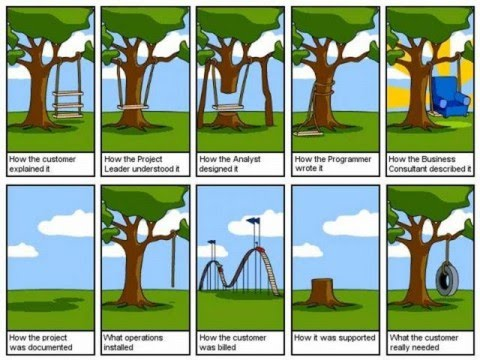 How the customer
explained it
How the Project
Leader understood it
How the Analyst
designed it
How the Programmer
wrote it
How the Business
Consultant described it
How the project
was documented
What operations
installed
How the customer
was billed
How it was supported
What the customer
really needed